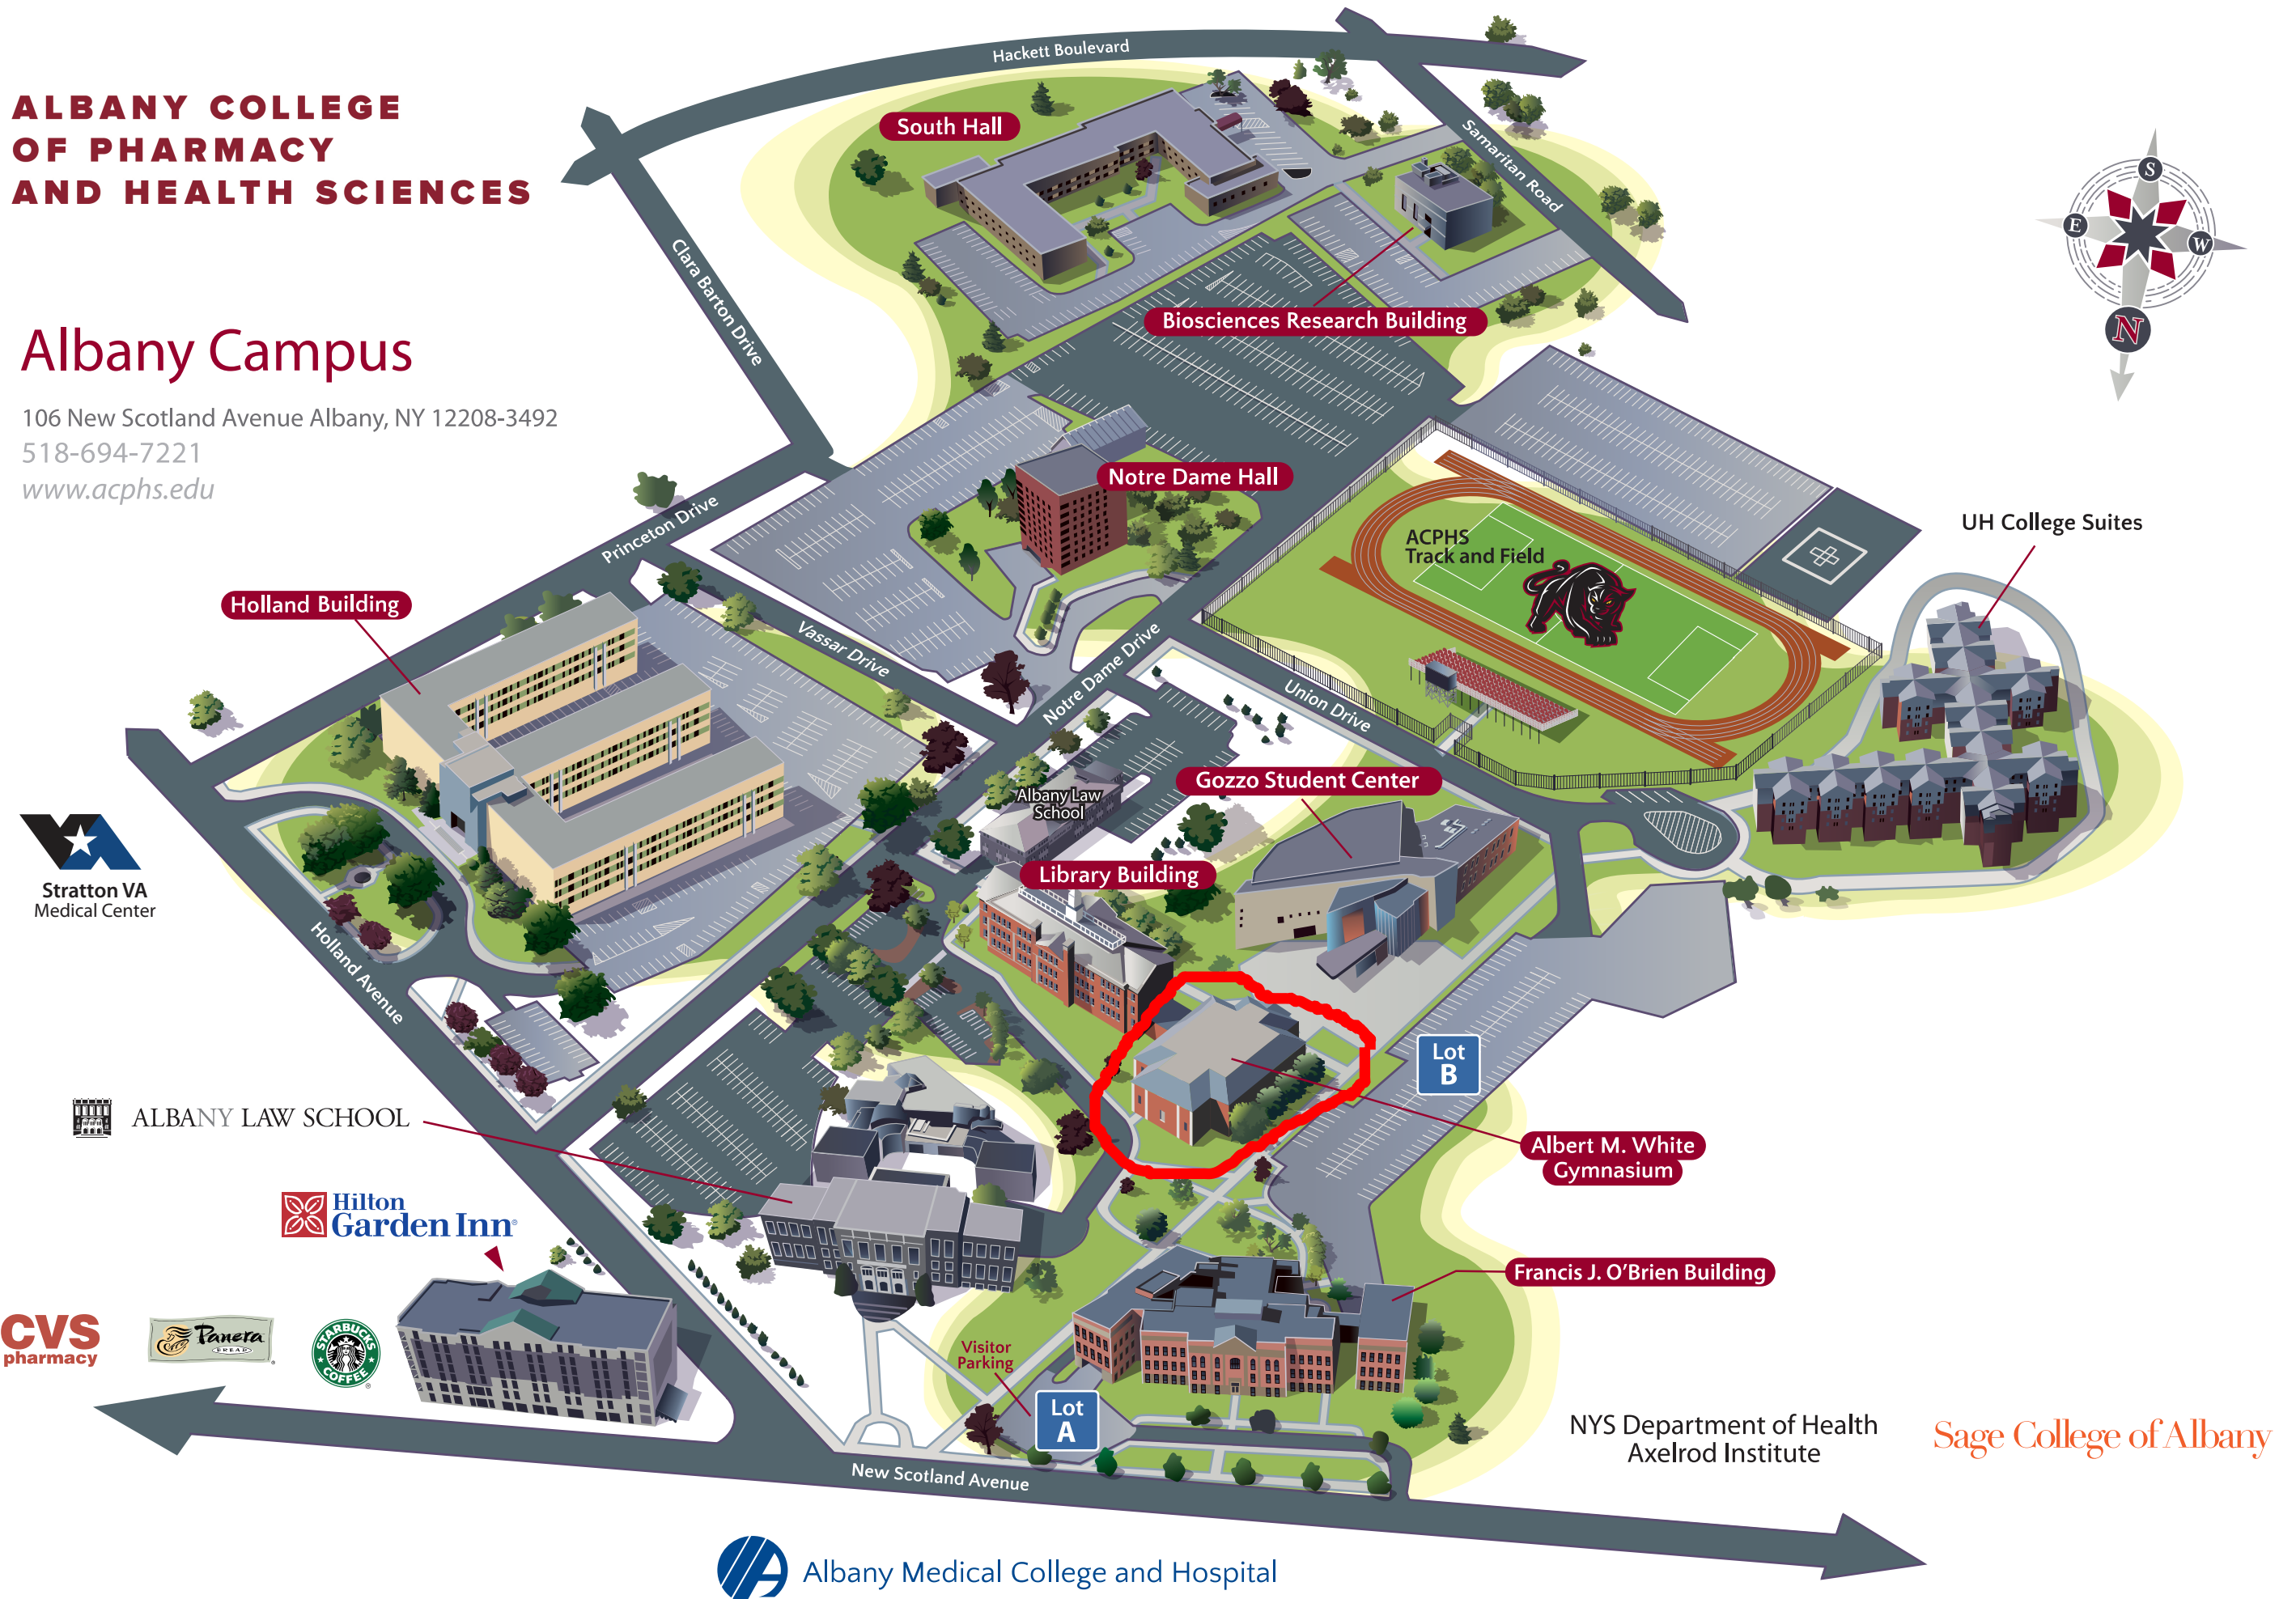 ALBANY COLLEGE
OF PHARMACY
AND HEALTH SCIENCES
Albany Campus
106 New Scotland Avenue Albany, NY 12208-3492
518-694-7221
www.acphs.edu
Hackett Boulevard
South Hall
Samaritan Road
S
E
W
N
Clara Barton Drive
Biosciences Research Building
Notre Dame Hall
Princeton Drive
ACPHS
Track and Field
UH College Suites
Holland Building
Vassar Drive
Notre Dame Drive
Union Drive
Gozzo Student Center
Albany Law
School
Library Building
Stratton VA
Medical Center
Holland Avenue
Lot
B
ALBANY LAW SCHOOL
Albert M. White
Gymnasium
Hilton
Garden Inn®
Francis J. O'Brien Building
CVS
pharmacy
Panera
BREAD
STARBUCKS
COFFEE
®
Visitor
Parking
Lot
A
NYS Department of Health
Axelrod Institute
Sage College of Albany
New Scotland Avenue
Albany Medical College and Hospital